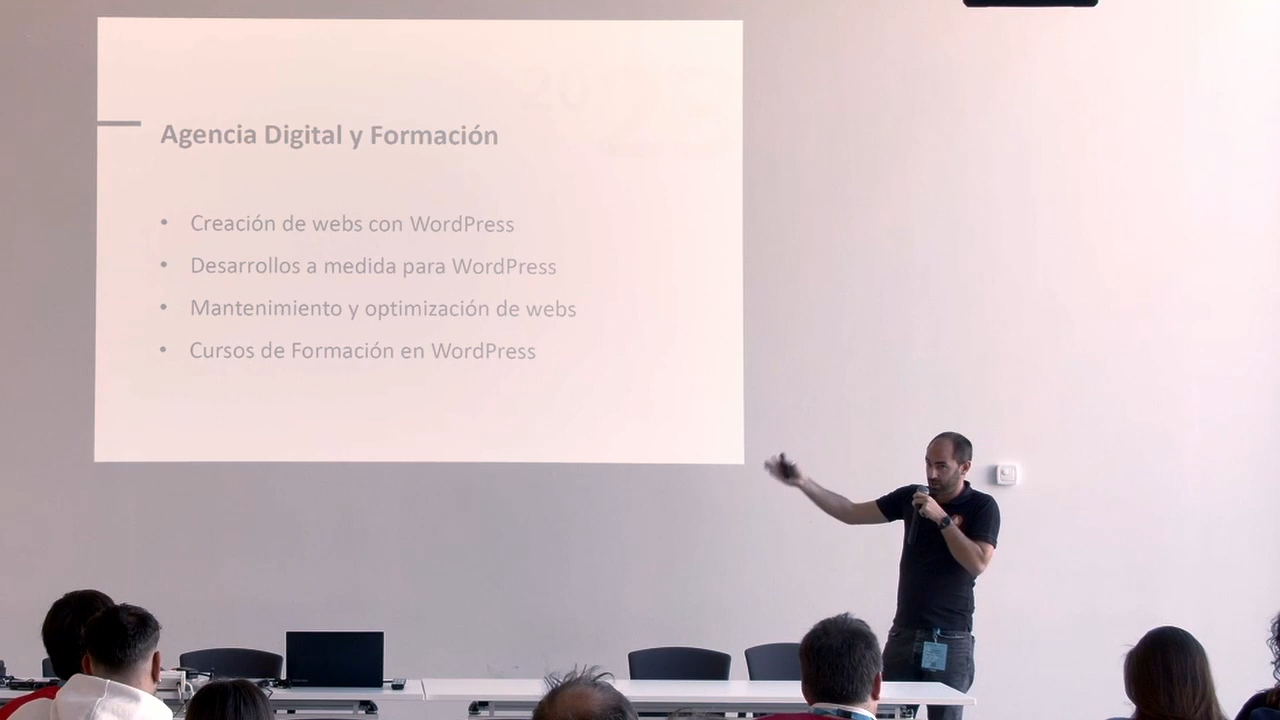 Agencia Digital y Formación
• Creación de webs con WordPress
• Desarrollos a medida para WordPress
• Mantenimiento y optimización de webs
• Cursos de Formación en WordPress